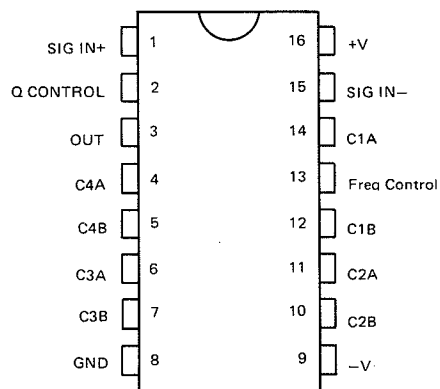 SIG IN+ 1 16 +V
Q CONTROL 2 15 SIG IN−
OUT 3 14 C1A
C4A 4 13 Freq Control
C4B 5 12 C1B
C3A 6 11 C2A
C3B 7 10 C2B
GND 8 9 −V